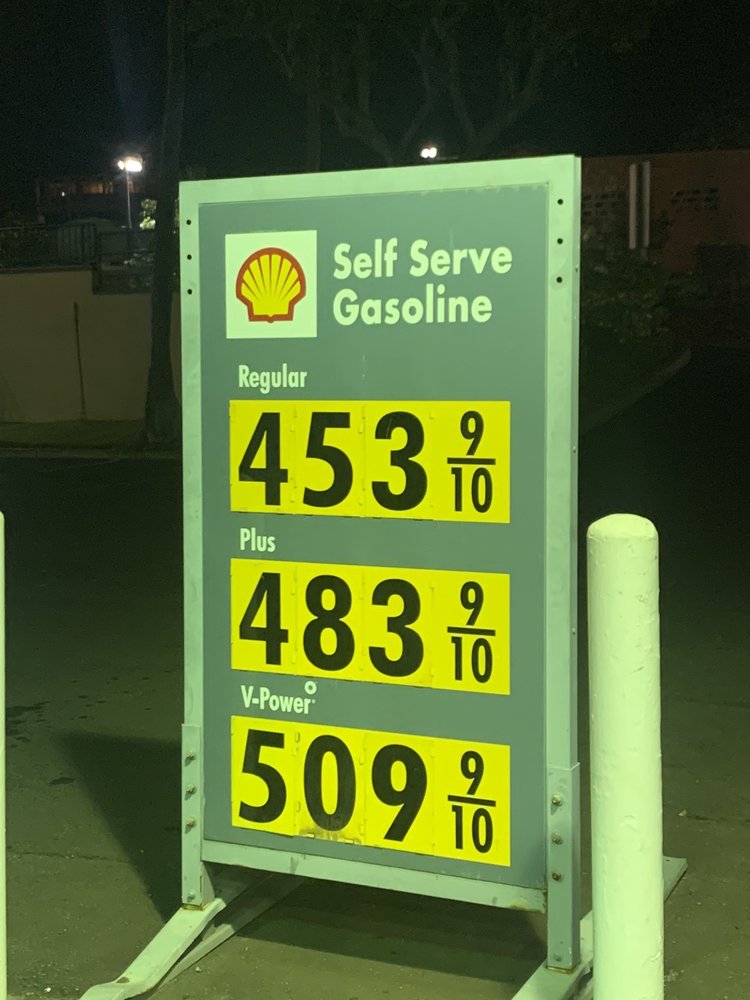 Self Serve
Gasoline
Regular
453 9/10
Plus
483 9/10
V-Power
509 9/10